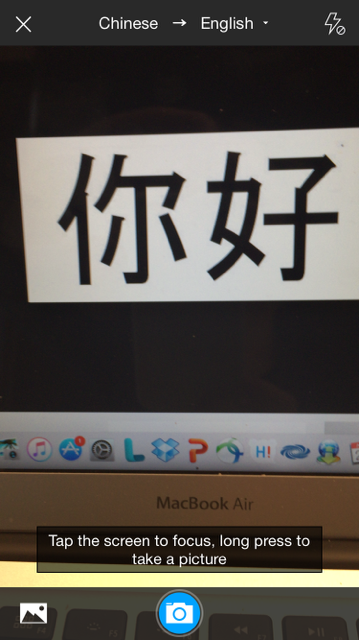 Chinese → English
你好
H!
MacBook Air
Tap the screen to focus, long press to
take a picture